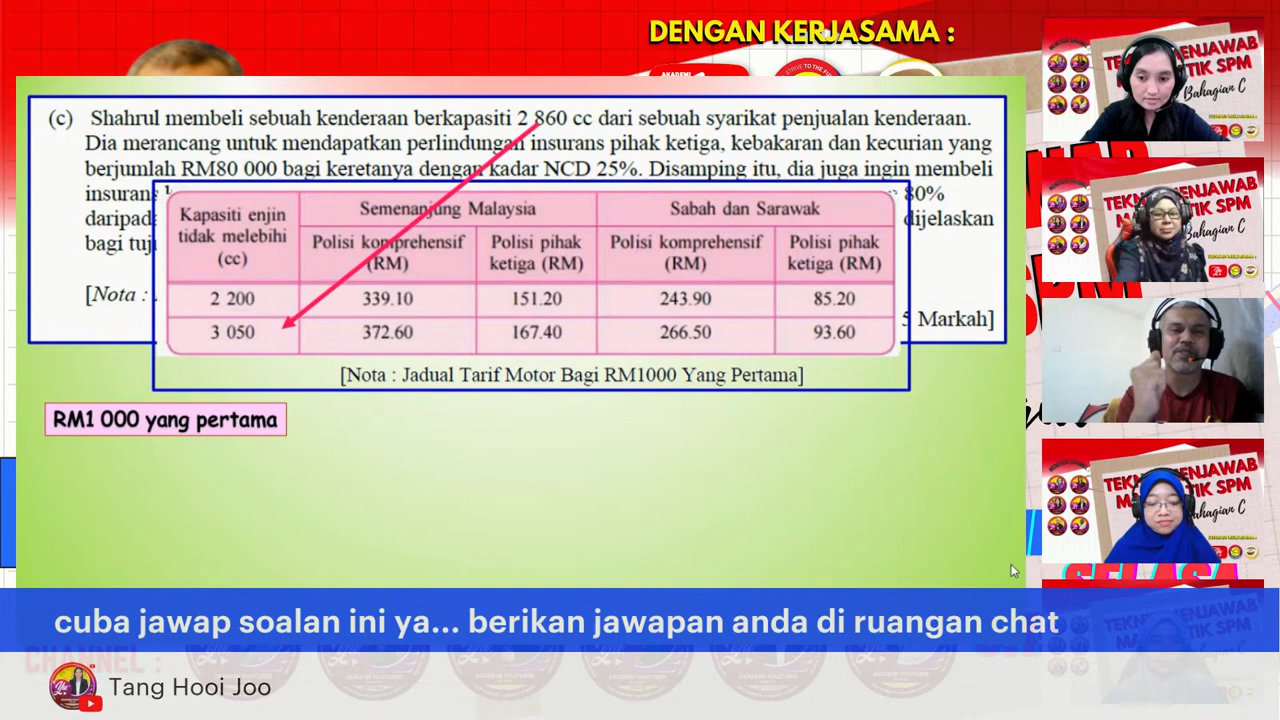 DENGAN KERJASAMA :
(c) Shahrul membeli sebuah kenderaan berkapasiti 2 860 cc dari sebuah syarikat penjualan kenderaan.
Dia merancang untuk mendapatkan perlindungan insurans pihak ketiga, kebakaran dan kecurian yang
berjumlah RM80 000 bagi keretanya dengan kadar NCD 25%. Disamping itu, dia juga ingin membeli
insurans 80%
daripada dijelaskan
bagi
[Nota :
5 Markah]
Kapasiti enjin tidak melebihi (cc) Semenanjung Malaysia Sabah dan Sarawak
Polisi komprehensif (RM) Polisi pihak ketiga (RM) Polisi komprehensif (RM) Polisi pihak ketiga (RM)
2 200 339.10 151.20 243.90 85.20
3 050 372.60 167.40 266.50 93.60
[Nota : Jadual Tarif Motor Bagi RM1000 Yang Pertama]
RM1 000 yang pertama
cuba jawap soalan ini ya... berikan jawapan anda di ruangan chat
CHANNEL :
Tang Hooi Joo
SELASA
Bahagian C
Bahagian C